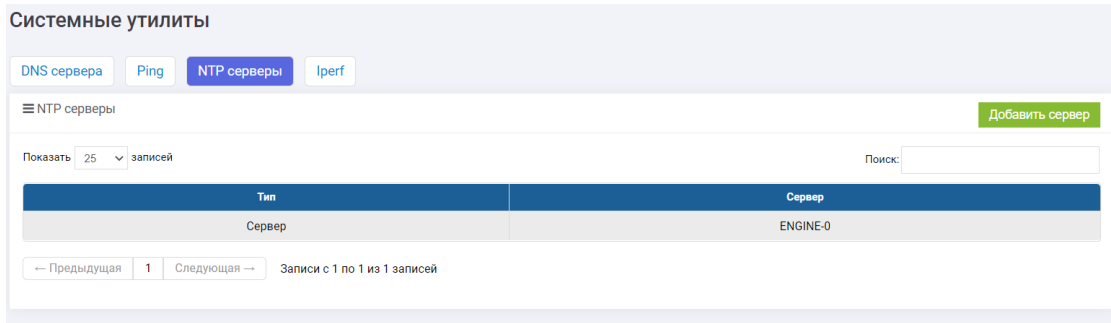 Системные утилиты
DNS сервера Ping NTP серверы Iperf
NTP серверы Добавить сервер
Показать 25 записей Поиск:
Тип Сервер
Сервер ENGINE-0
← Предыдущая 1 Следующая → Записи с 1 по 1 из 1 записей